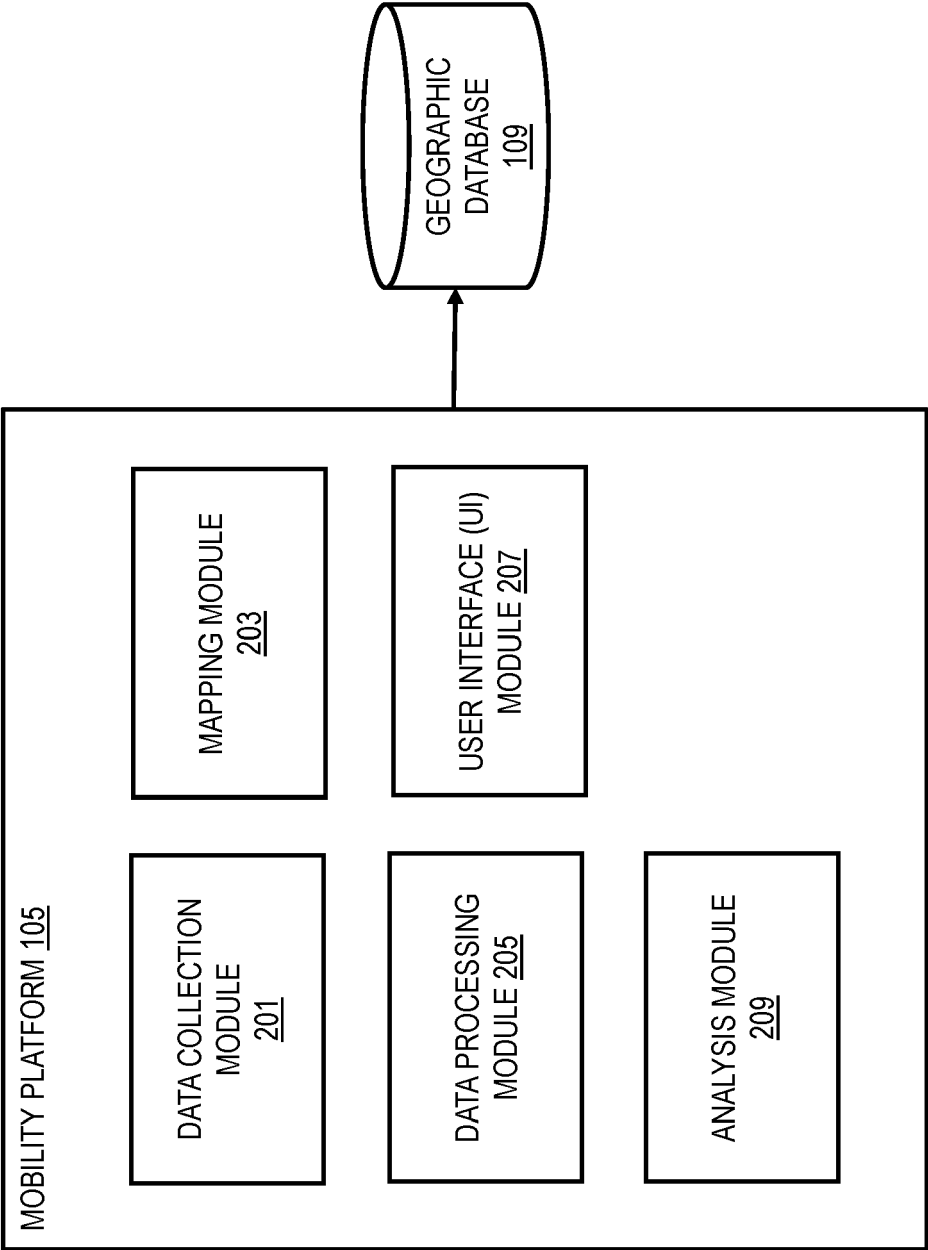 MOBILITY PLATFORM 105
DATA COLLECTION
MODULE
201
MAPPING MODULE
203
DATA PROCESSING
MODULE 205
USER INTERFACE (UI)
MODULE 207
ANALYSIS MODULE
209
GEOGRAPHIC
DATABASE
109